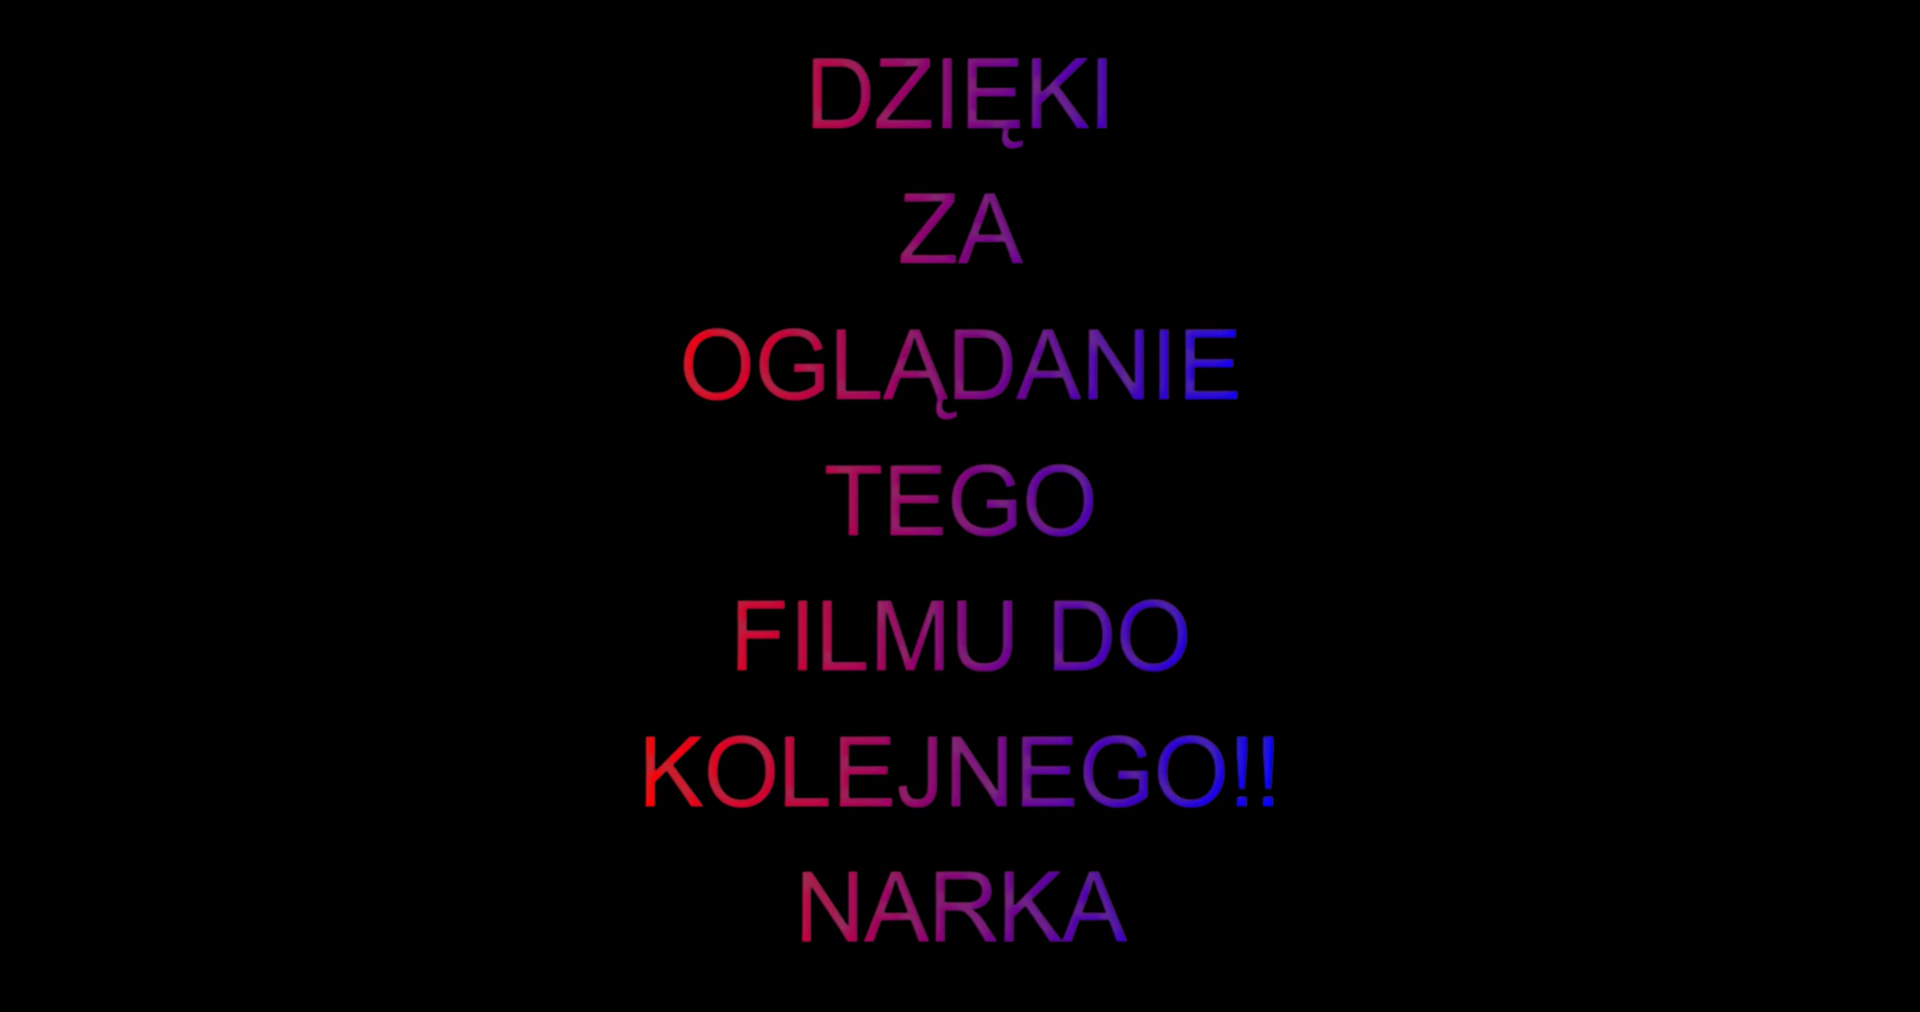 DZIĘKI
ZA
OGLĄDANIE
TEGO
FILMU DO
KOLEJNEGO!!
NARKA